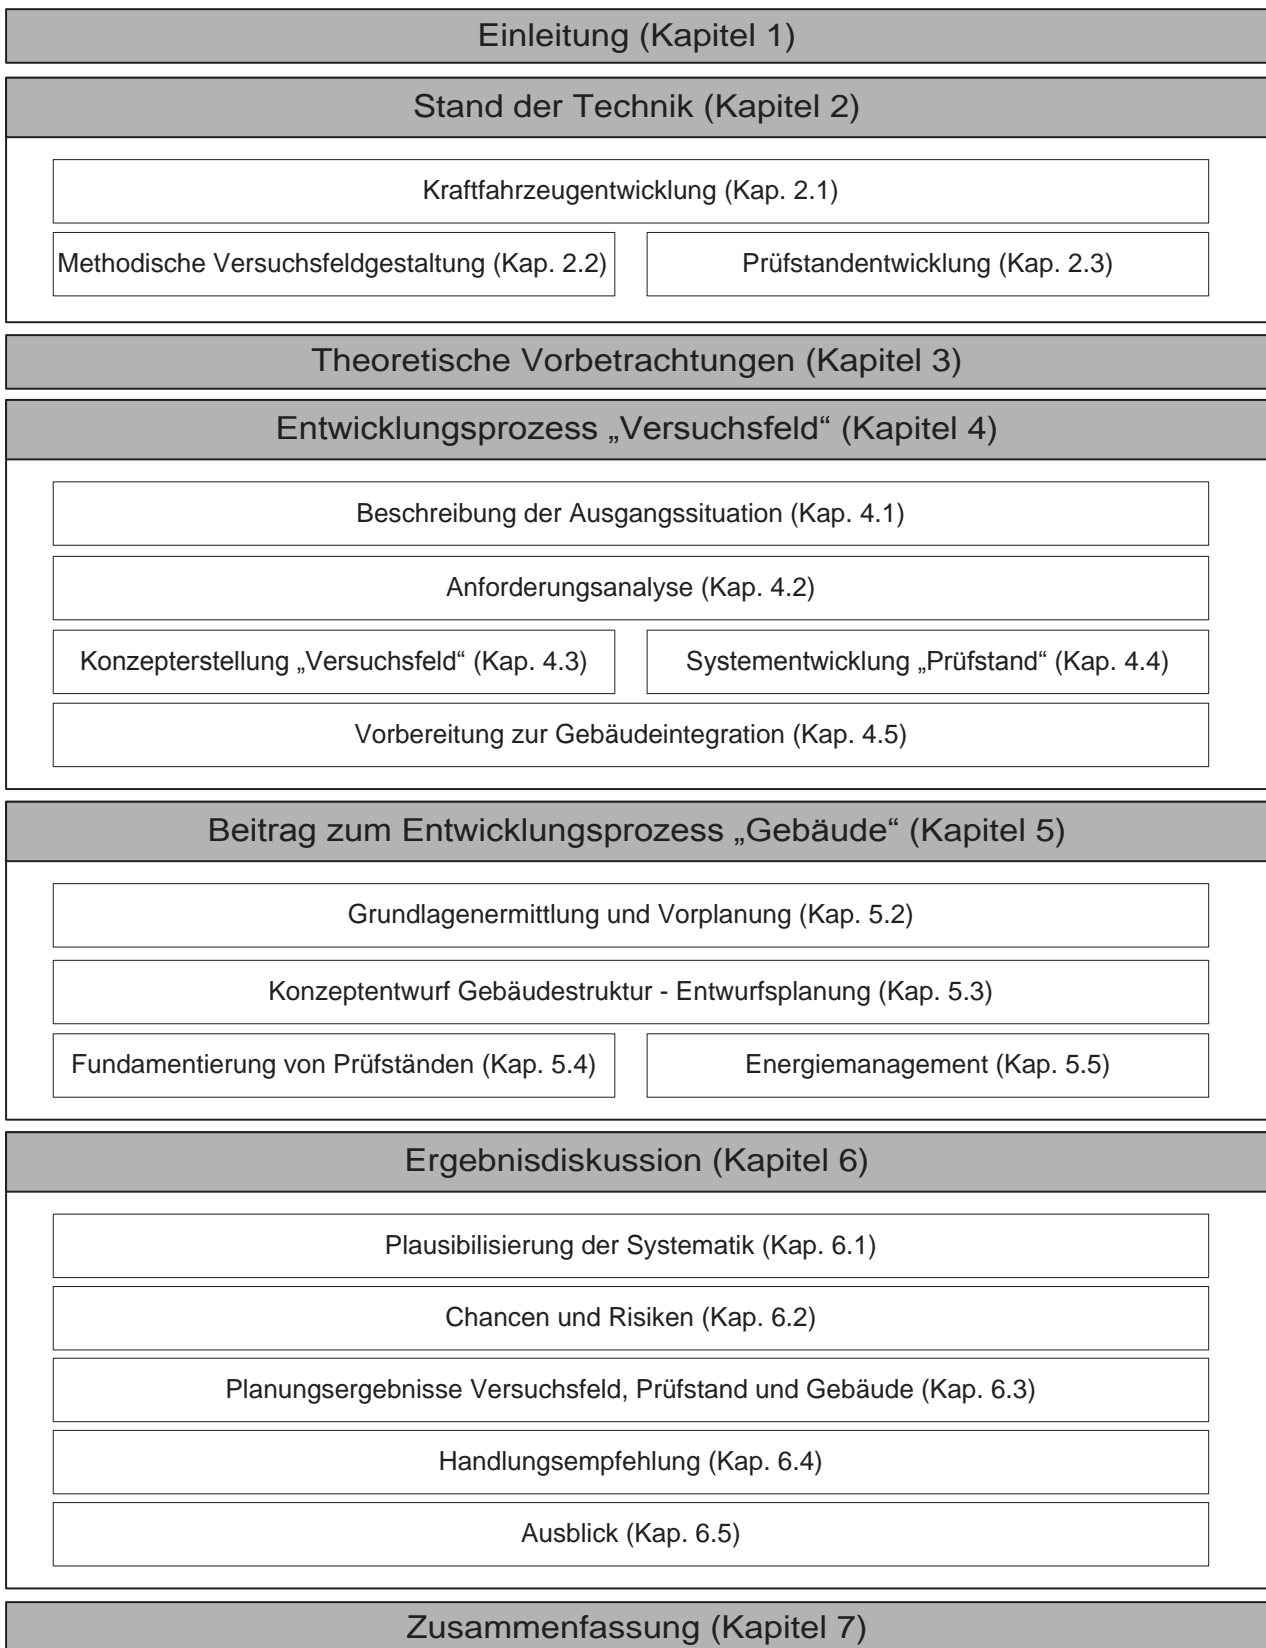 Einleitung (Kapitel 1)
Stand der Technik (Kapitel 2)
Kraftfahrzeugentwicklung (Kap. 2.1)
Methodische Versuchsfeldgestaltung (Kap. 2.2)
Prüfstandentwicklung (Kap. 2.3)
Theoretische Vorbetrachtungen (Kapitel 3)
Entwicklungsprozess „Versuchsfeld“ (Kapitel 4)
Beschreibung der Ausgangssituation (Kap. 4.1)
Anforderungsanalyse (Kap. 4.2)
Konzepterstellung „Versuchsfeld“ (Kap. 4.3)
Systementwicklung „Prüfstand“ (Kap. 4.4)
Vorbereitung zur Gebäudeintegration (Kap. 4.5)
Beitrag zum Entwicklungsprozess „Gebäude“ (Kapitel 5)
Grundlagenermittlung und Vorplanung (Kap. 5.2)
Konzeptentwurf Gebäudestruktur - Entwurfsplanung (Kap. 5.3)
Fundamentierung von Prüfständen (Kap. 5.4)
Energiemanagement (Kap. 5.5)
Ergebnisdiskussion (Kapitel 6)
Plausibilisierung der Systematik (Kap. 6.1)
Chancen und Risiken (Kap. 6.2)
Planungsergebnisse Versuchsfeld, Prüfstand und Gebäude (Kap. 6.3)
Handlungsempfehlung (Kap. 6.4)
Ausblick (Kap. 6.5)
Zusammenfassung (Kapitel 7)